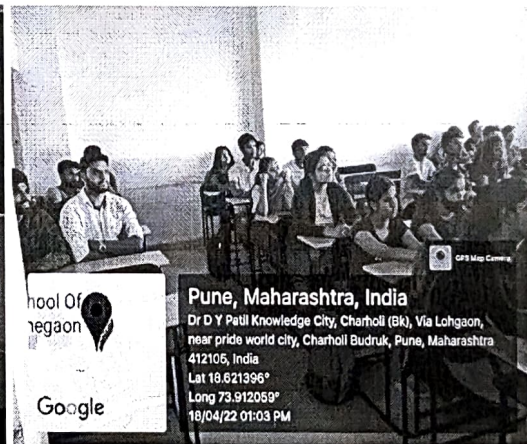 GPS Map Camera
hool Of
negaon
Google
Pune, Maharashtra, India
Dr D Y Patil Knowledge City, Charholi (Bk), Via Lohgaon,
near pride world city, Charholi Budruk, Pune, Maharashtra
412105, India
Lat 18.621396°
Long 73.912059°
18/04/22 01:03 PM